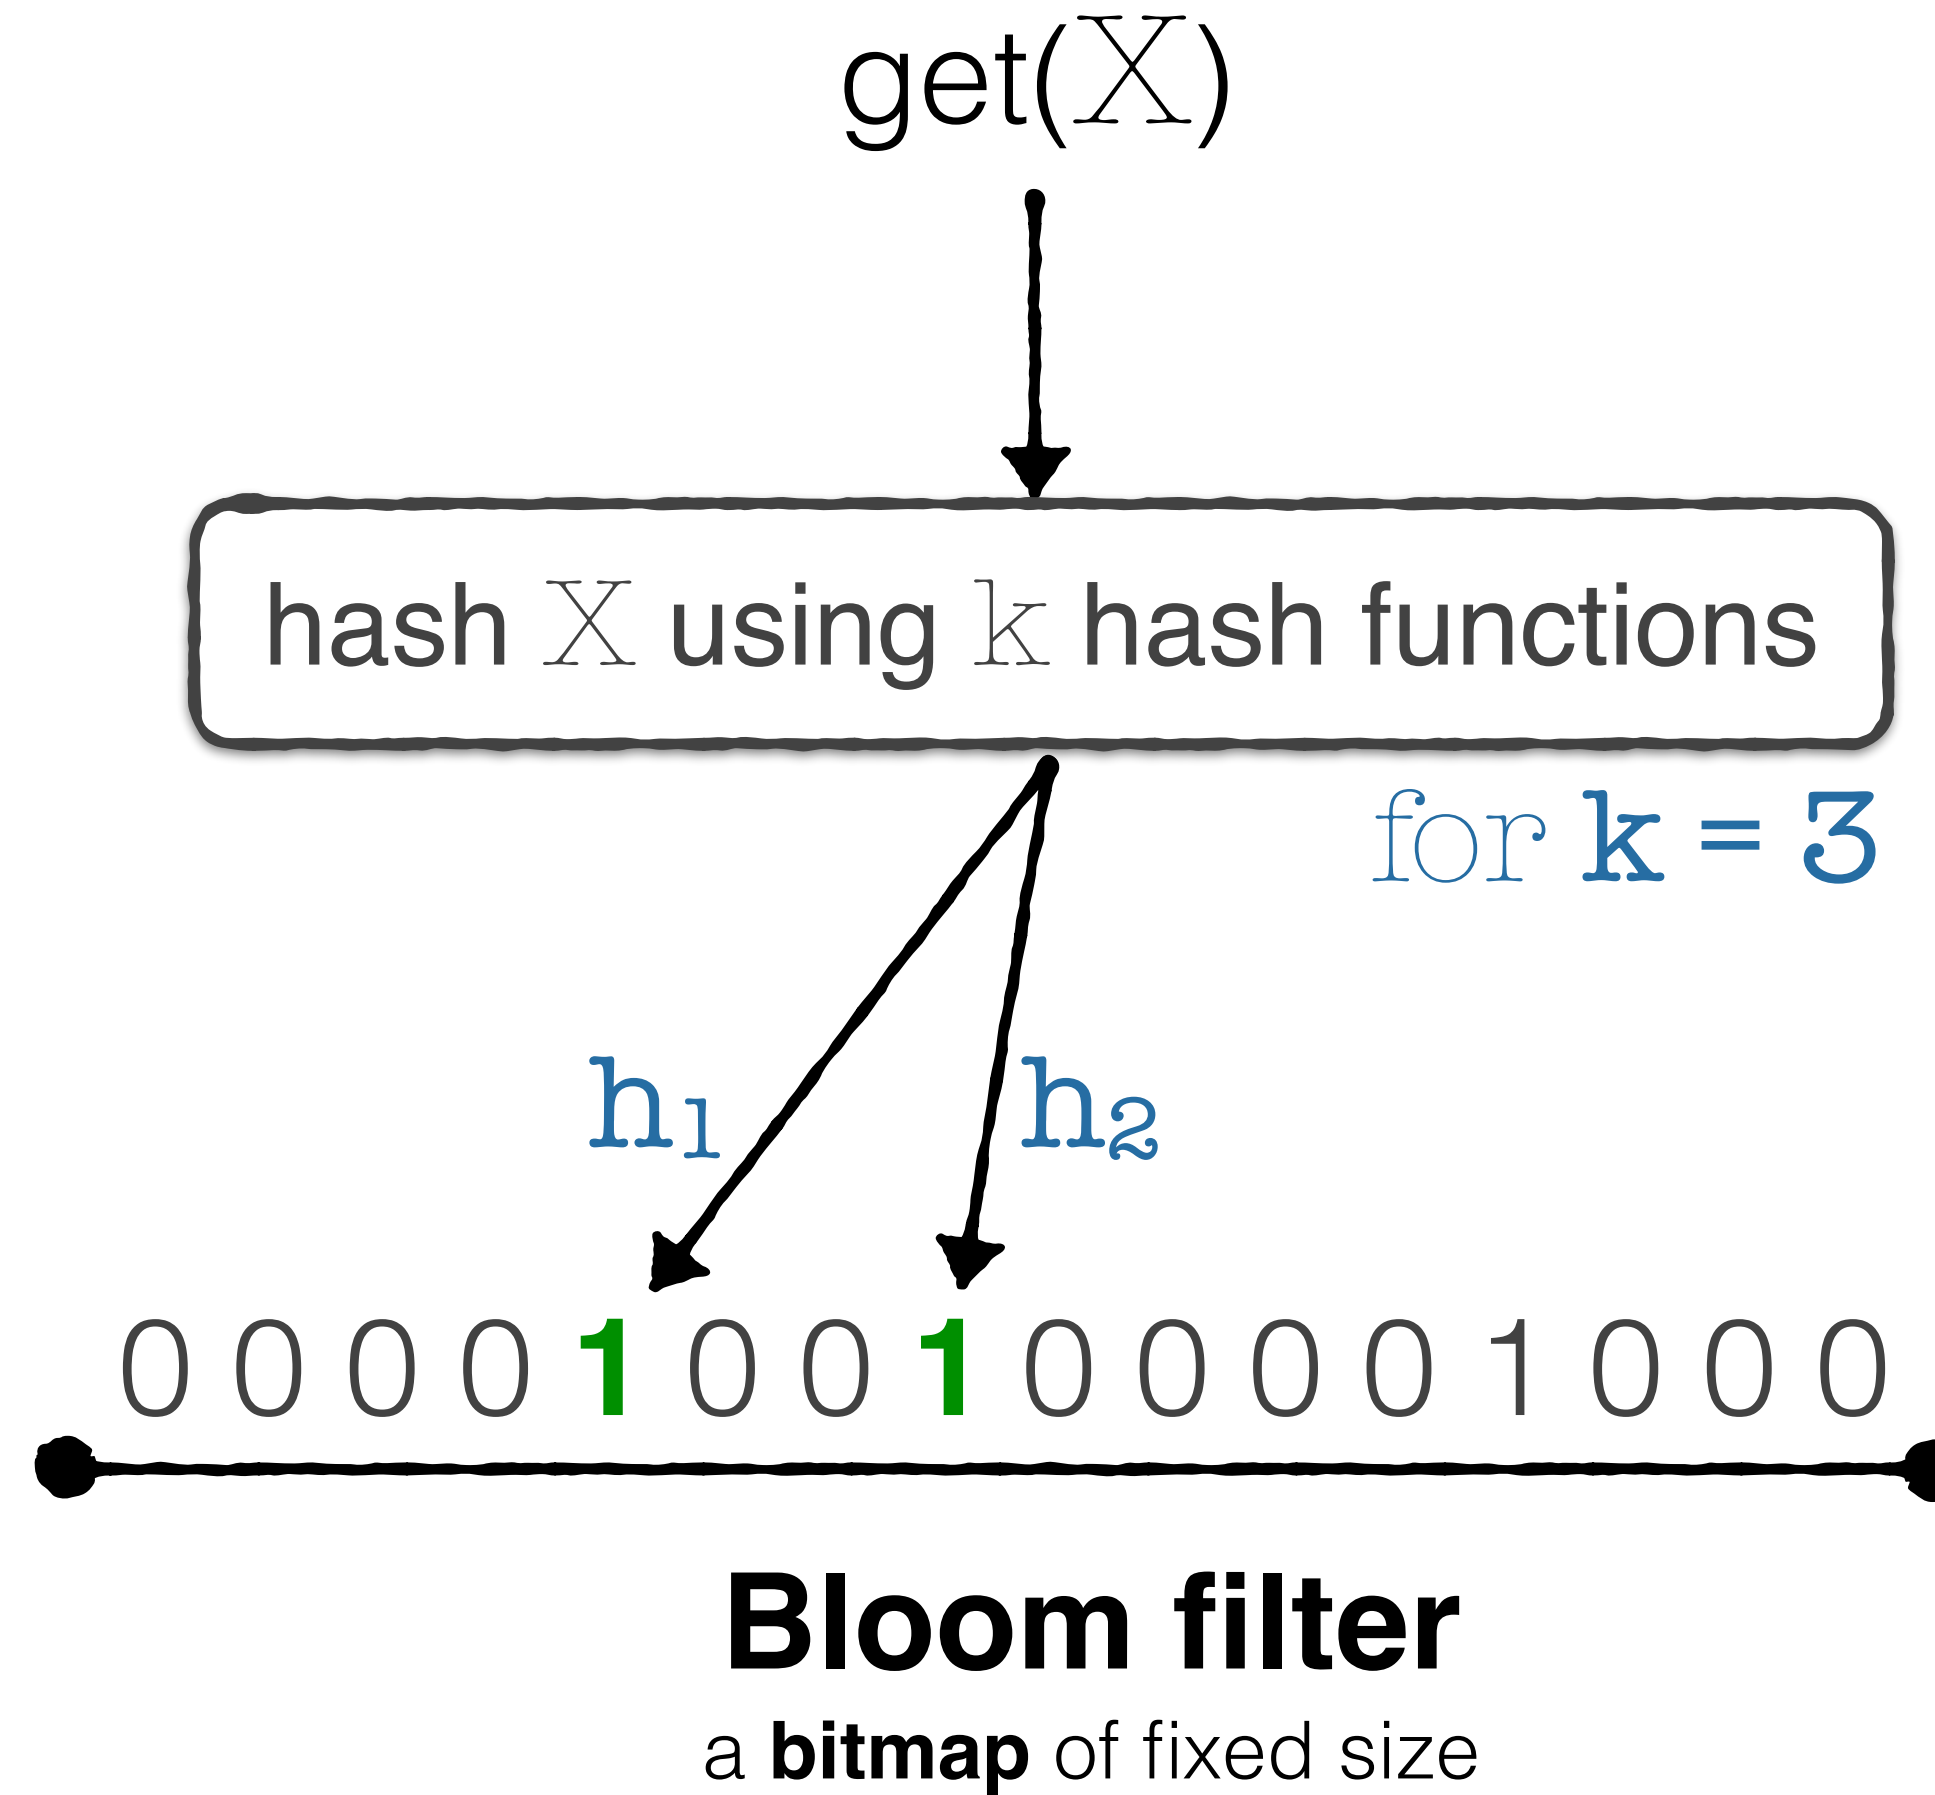 get(X)
hash X using k hash functions
for k = 3
h1 h2
0 0 0 0 1 0 0 1 0 0 0 0 1 0 0 0
Bloom filter
a bitmap of fixed size